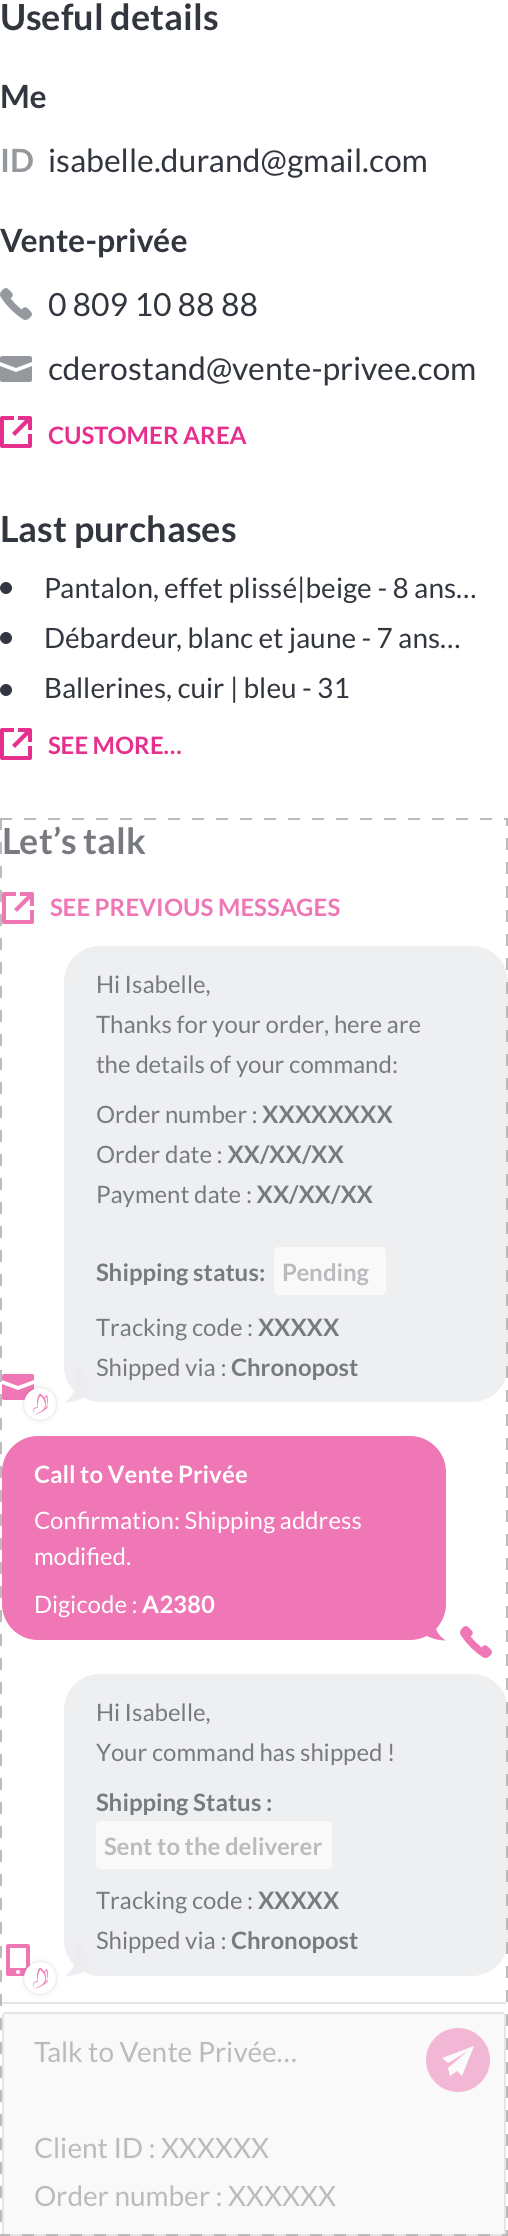 Useful details
Me
ID isabelle.durand@gmail.com
Vente-privée
0 809 10 88 88
cderostand@vente-privee.com
CUSTOMER AREA
Last purchases
Pantalon, effet plissé|beige - 8 ans...
Débardeur, blanc et jaune - 7 ans...
Ballerines, cuir | bleu - 31
SEE MORE...
Let's talk
SEE PREVIOUS MESSAGES
Hi Isabelle,
Thanks for your order, here are
the details of your command:
Order number : XXXXXXXX
Order date : XX/XX/XX
Payment date : XX/XX/XX
Shipping status: Pending
Tracking code : XXXXX
Shipped via : Chronopost
Call to Vente Privée
Confirmation: Shipping address
modified.
Digicode : A2380
Hi Isabelle,
Your command has shipped !
Shipping Status :
Sent to the deliverer
Tracking code : XXXXX
Shipped via : Chronopost
Talk to Vente Privée...
Client ID : XXXXXX
Order number : XXXXXX